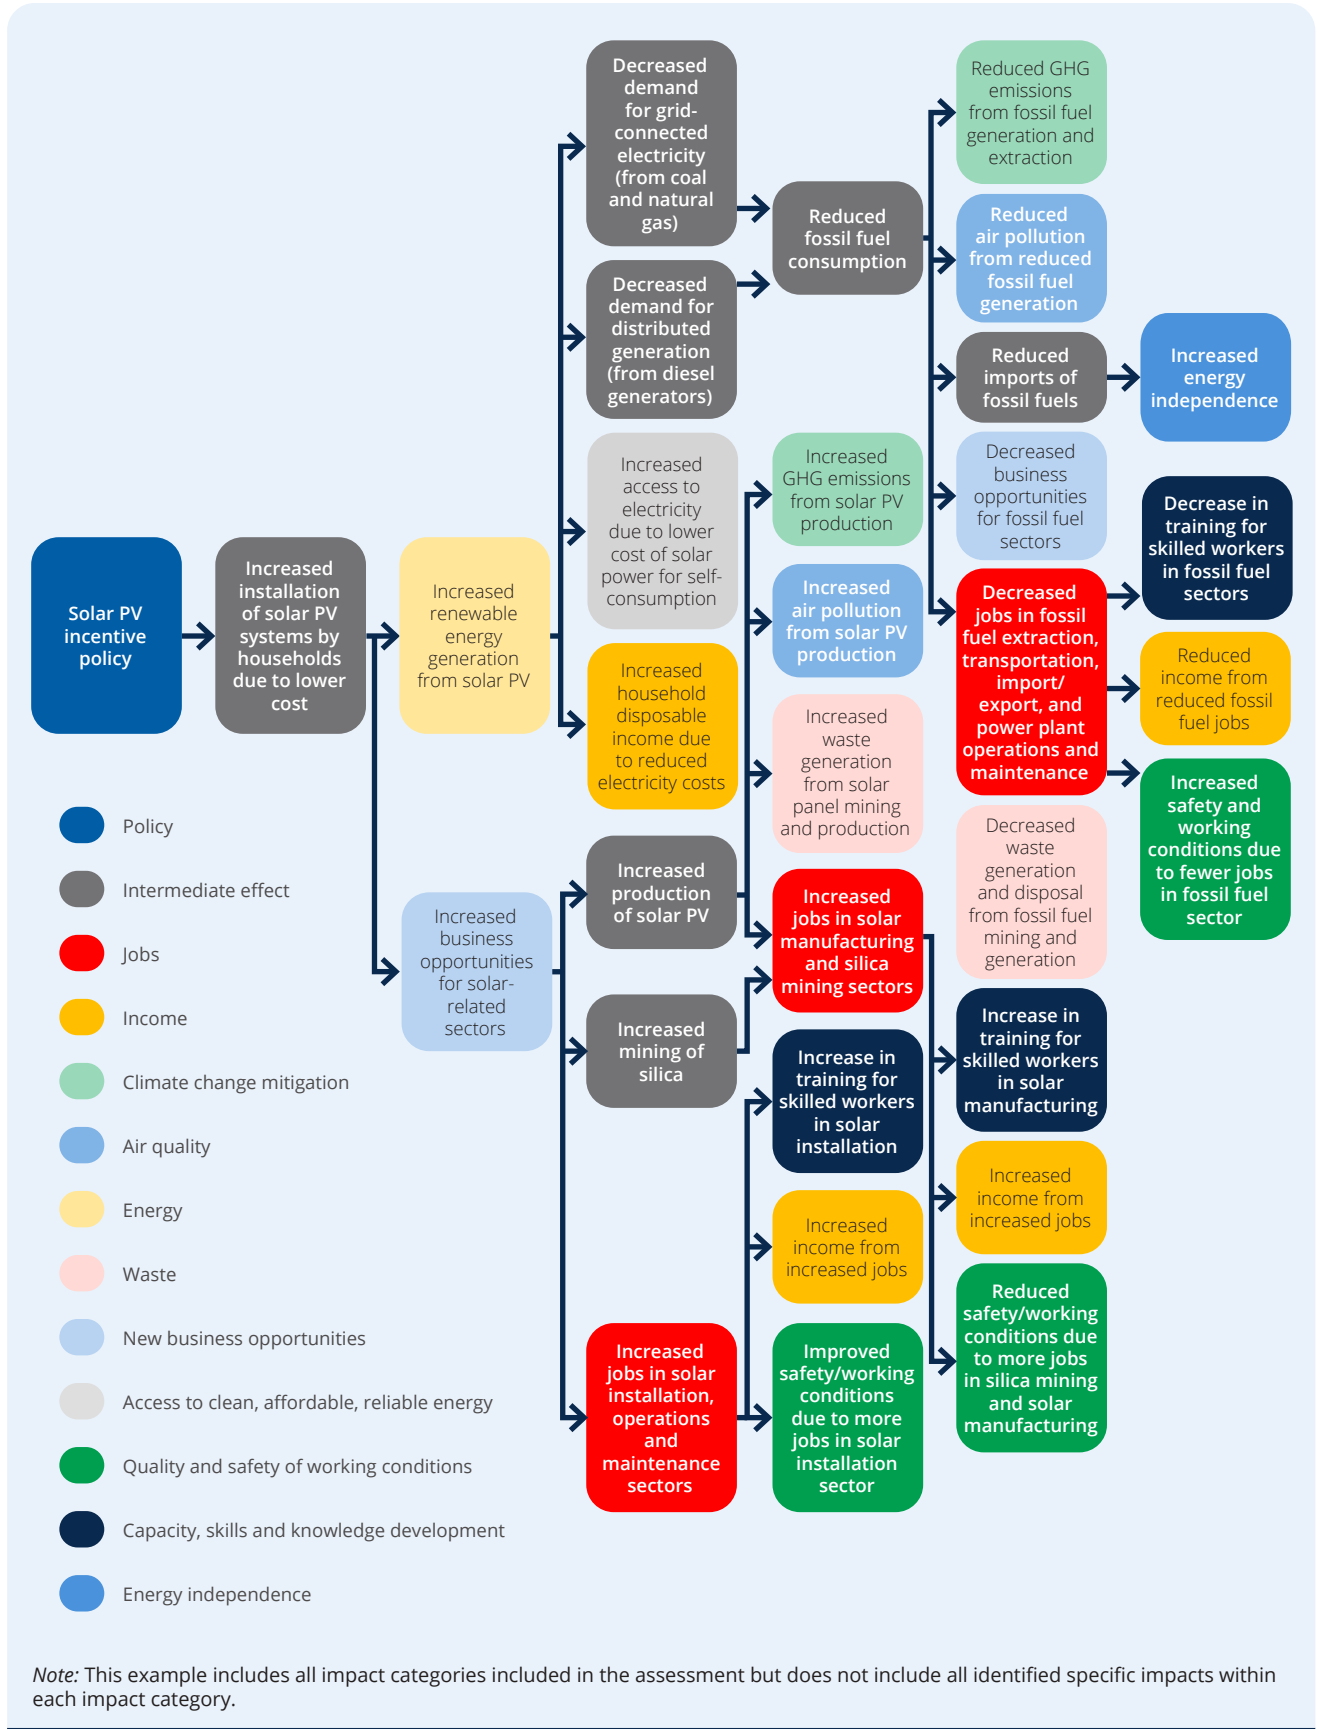 Decreased
demand
for grid-
connected
electricity
(from coal
and natural
gas)
Decreased
demand for
distributed
generation
(from diesel
generators)
Reduced
fossil fuel
consumption
Reduced GHG
emissions
from fossil fuel
generation and
extraction
Reduced
air pollution
from reduced
fossil fuel
generation
Reduced
imports of
fossil fuels
Increased
energy
independence
Decreased
business
opportunities
for fossil fuel
sectors
Decreased
jobs in fossil
fuel extraction,
transportation,
import/
export, and
power plant
operations and
maintenance
Decrease in
training for
skilled workers
in fossil fuel
sectors
Reduced
income from
reduced fossil
fuel jobs
Increased
safety and
working
conditions due
to fewer jobs
in fossil fuel
sector
Decreased
waste
generation
and disposal
from fossil fuel
mining and
generation
Solar PV
incentive
policy
Increased
installation
of solar PV
systems by
households
due to lower
cost
Increased
renewable
energy
generation
from solar PV
Increased
access to
electricity
due to lower
cost of solar
power for self-
consumption
Increased
household
disposable
income due
to reduced
electricity costs
Increased
GHG emissions
from solar PV
production
Increased
air pollution
from solar PV
production
Increased
waste
generation
from solar
panel mining
and production
Increased
business
opportunities
for solar-
related
sectors
Increased
production
of solar PV
Increased
mining of
silica
Increased
jobs in solar
manufacturing
and silica
mining sectors
Increase in
training for
skilled workers
in solar
installation
Increased
income from
increased jobs
Increase in
training for
skilled workers
in solar
manufacturing
Increased
income from
increased jobs
Reduced
safety/working
conditions due
to more jobs
in silica mining
and solar
manufacturing
Increased
jobs in solar
installation,
operations
and
maintenance
sectors
Improved
safety/working
conditions
due to more
jobs in solar
installation
sector
Policy
Intermediate effect
Jobs
Income
Climate change mitigation
Air quality
Energy
Waste
New business opportunities
Access to clean, affordable, reliable energy
Quality and safety of working conditions
Capacity, skills and knowledge development
Energy independence
Note: This example includes all impact categories included in the assessment but does not include all identified specific impacts within
each impact category.